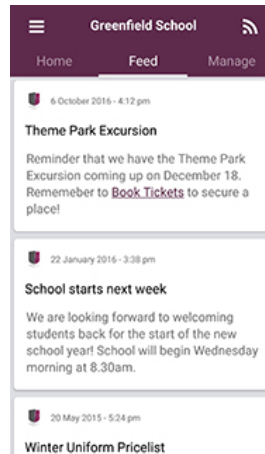 Greenfield School
Home Feed Manage
6 October 2016 - 4:12 pm
Theme Park Excursion
Reminder that we have the Theme Park
Excursion coming up on December 18.
Rememeber to Book Tickets to secure a
place!
22 January 2016 - 3:38 pm
School starts next week
We are looking forward to welcoming
students back for the start of the new
school year! School will begin Wednesday
morning at 8.30am.
20 May 2015 - 5:24 pm
Winter Uniform Pricelist